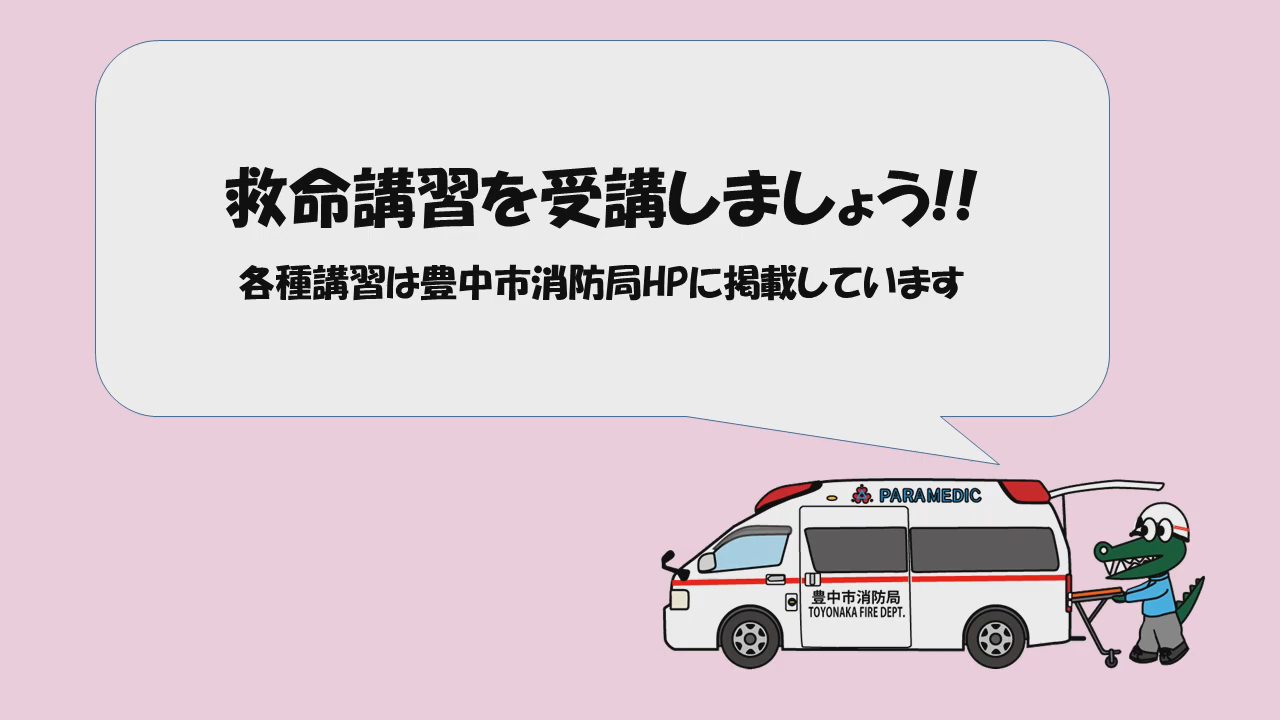 救命講習を受講しましょう!!
各種講習は豊中市消防局HPに掲載しています
PARAMEDIC
豊中市消防局
TOYONAKA FIRE DEPT.